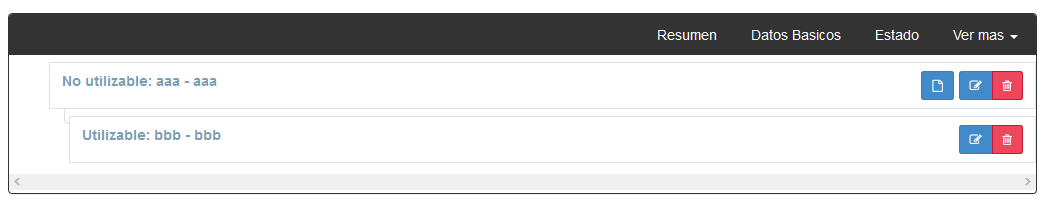 Resumen Datos Basicos Estado Ver mas
No utilizable: aaa - aaa
Utilizable: bbb - bbb